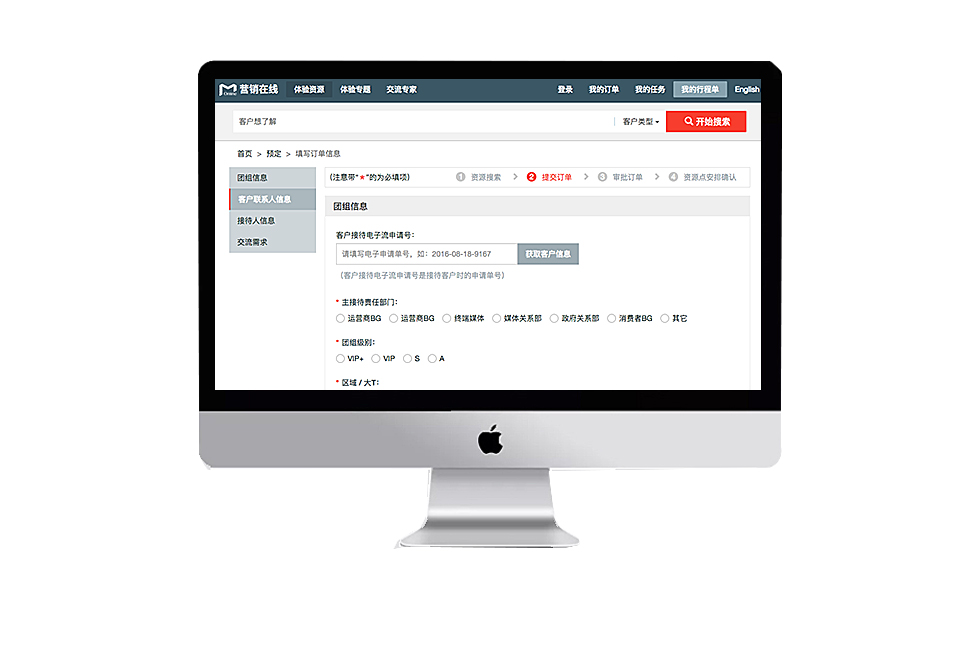 Online 营销在线 体验资源 体验专题 交流专家 登录 我的订单 我的任务 我的行程单 English
客户想了解 客户类型 开始搜索
首页 > 预定 > 填写订单信息
团组信息
客户联系人信息
接待人信息
交流需求
(注意带“*”的为必填项) 1 资源搜索 > 2 提交订单 > 3 审批订单 > 4 资源点安排确认
团组信息
客户接待电子流申请号:
请填写电子申请单号。如: 2016-08-18-9167 获取客户信息
(客户接待电子流申请号是接待客户时的申请单号)
* 主接待责任部门:
运营商BG 运营商BG 终端媒体 媒体关系部 政府关系部 消费者BG 其它
* 团组级别:
VIP+ VIP S A
* 区域 / 大T: